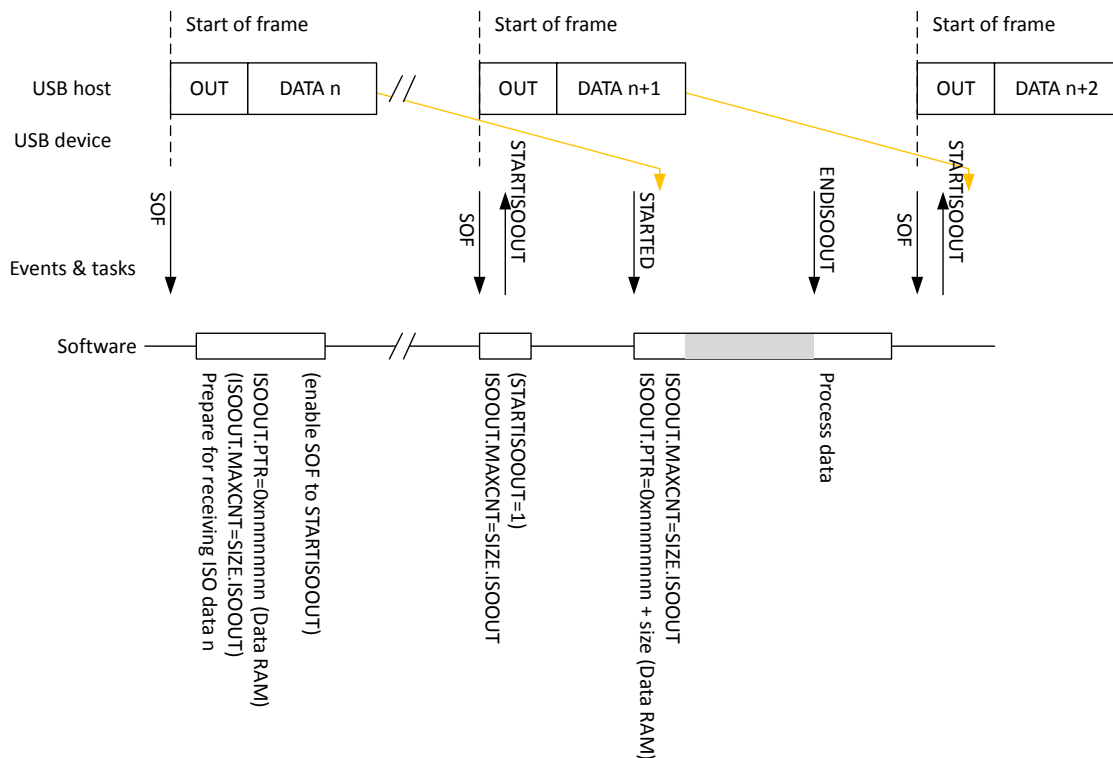 Start of frame
Start of frame
Start of frame
USB host
OUT
DATA n
OUT
DATA n+1
OUT
DATA n+2
USB device
SOF
SOF
STARTISOOUT
STARTED
ENDISOOUT
SOF
STARTISOOUT
Events & tasks
Software
Prepare for receiving ISO data n
(ISOOUT.MAXCNT=SIZE.ISOOUT)
ISOOUT.PTR=0xnnnnnnnn (Data RAM)
(enable SOF to STARTISOOUT)
ISOOUT.MAXCNT=SIZE.ISOOUT
(STARTISOOUT=1)
ISOOUT.PTR=0xnnnnnnnn + size (Data RAM)
ISOOUT.MAXCNT=SIZE.ISOOUT
Process data